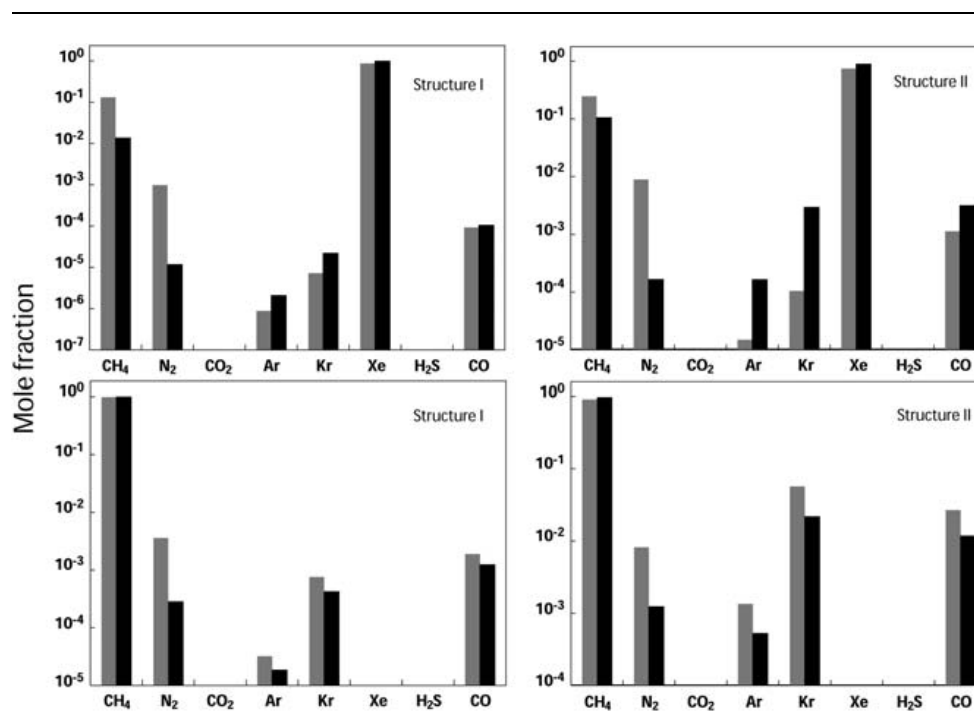 Mole fraction
Structure I
10⁰
10⁻¹
10⁻²
10⁻³
10⁻⁴
10⁻⁵
10⁻⁶
10⁻⁷
CH₄ N₂ CO₂ Ar Kr Xe H₂S CO
Structure II
10⁰
10⁻¹
10⁻²
10⁻³
10⁻⁴
10⁻⁵
CH₄ N₂ CO₂ Ar Kr Xe H₂S CO
Structure I
10⁰
10⁻¹
10⁻²
10⁻³
10⁻⁴
10⁻⁵
CH₄ N₂ CO₂ Ar Kr Xe H₂S CO
Structure II
10⁰
10⁻¹
10⁻²
10⁻³
10⁻⁴
CH₄ N₂ CO₂ Ar Kr Xe H₂S CO